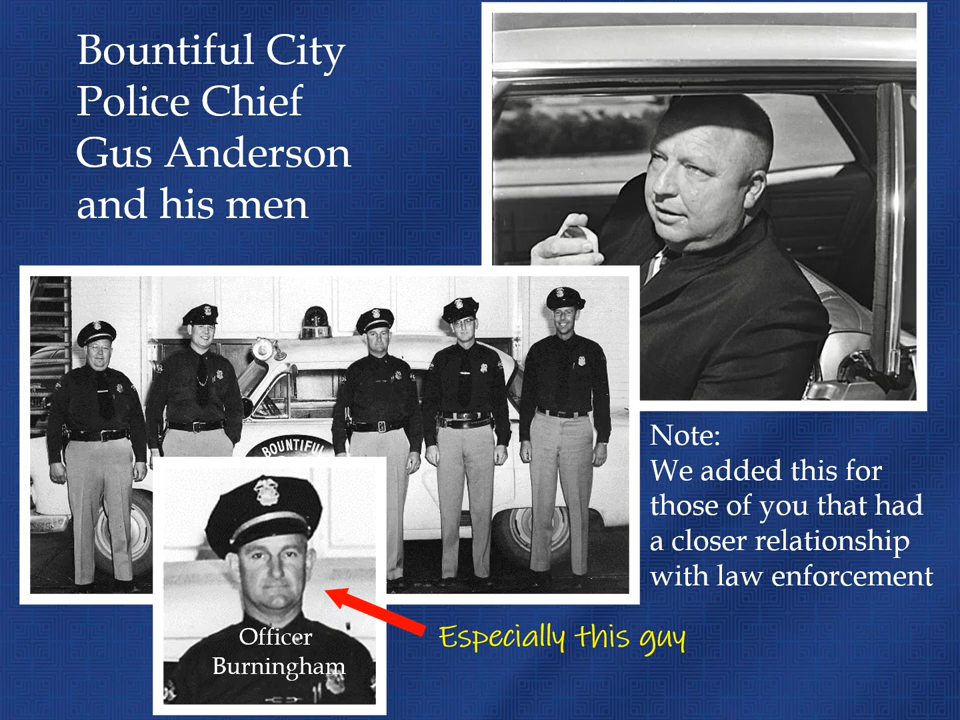 Bountiful City
Police Chief
Gus Anderson
and his men
BOUNTIFUL
Note:
We added this for
those of you that had
a closer relationship
with law enforcement
Officer
Burningham
Especially this guy